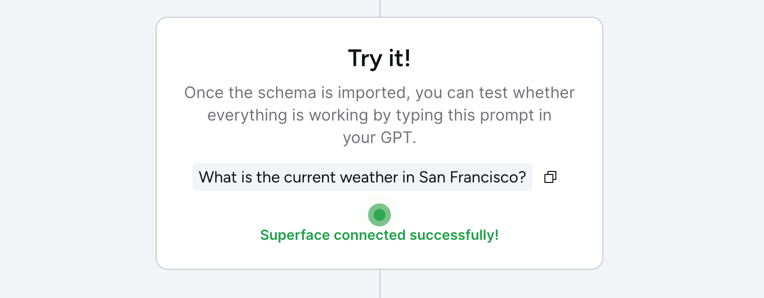 Try it!
Once the schema is imported, you can test whether
everything is working by typing this prompt in
your GPT.
What is the current weather in San Francisco?
Superface connected successfully!